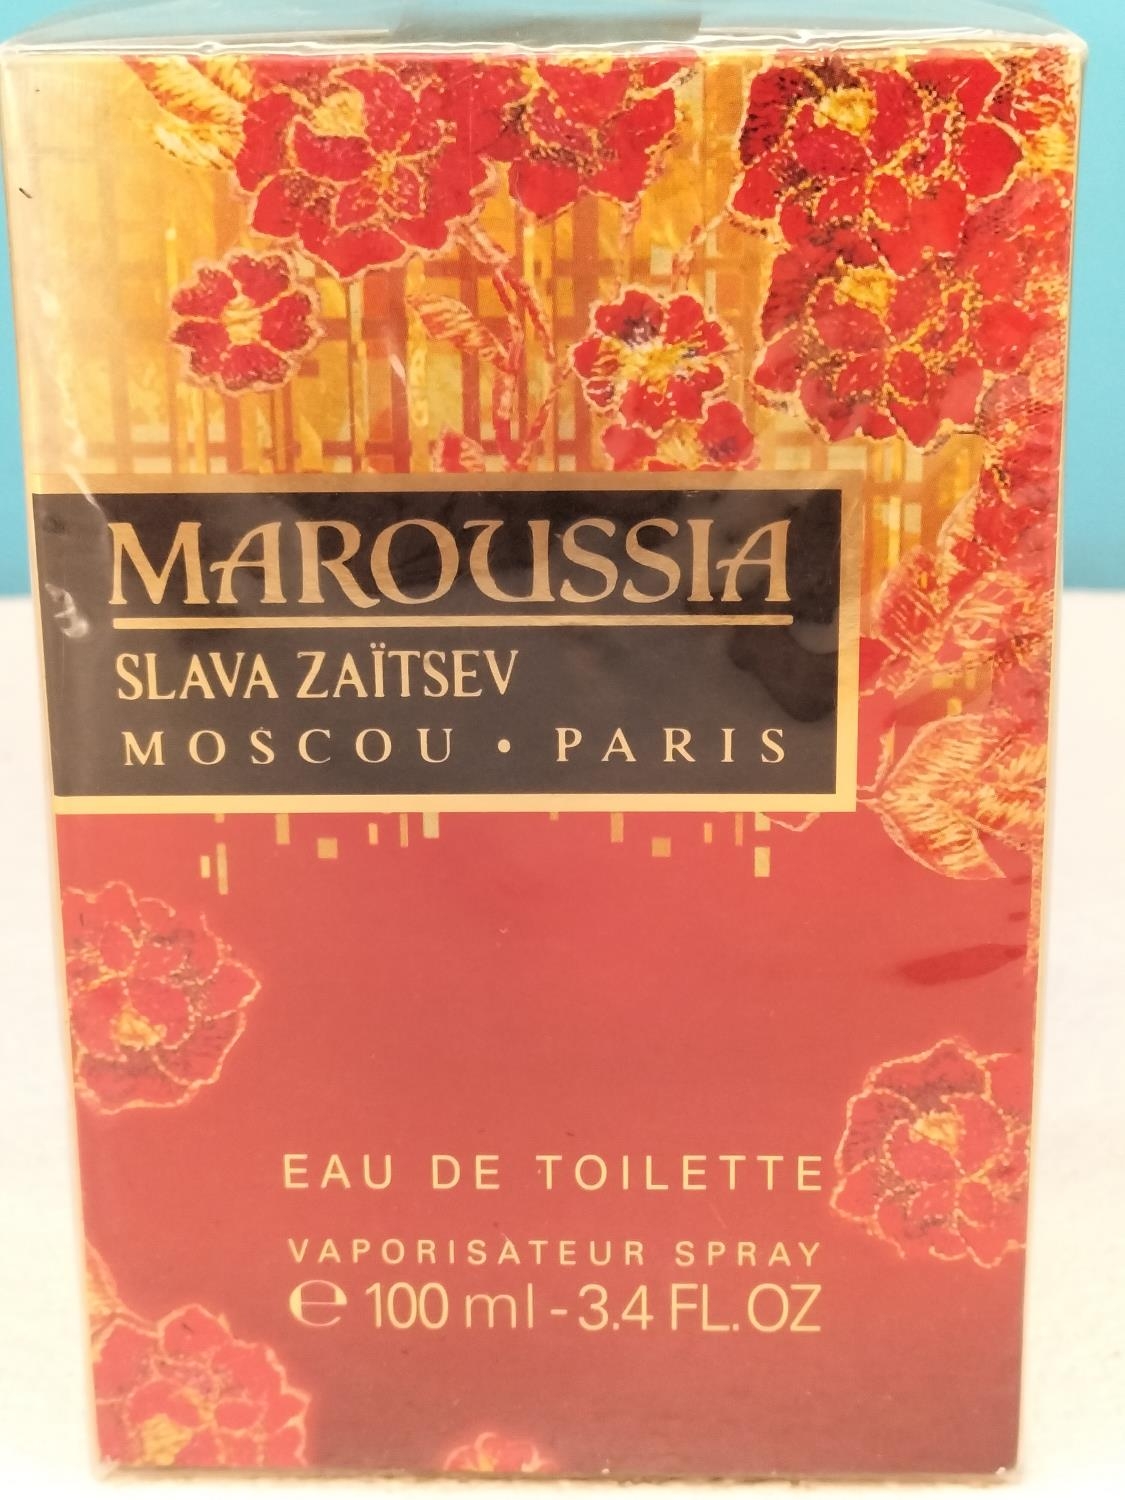 MAROUSSIA
SLAVA ZAÏTSEV
MOSCOU • PARIS
EAU DE TOILETTE
VAPORISATEUR SPRAY
℮ 100 ml - 3.4 FL.OZ